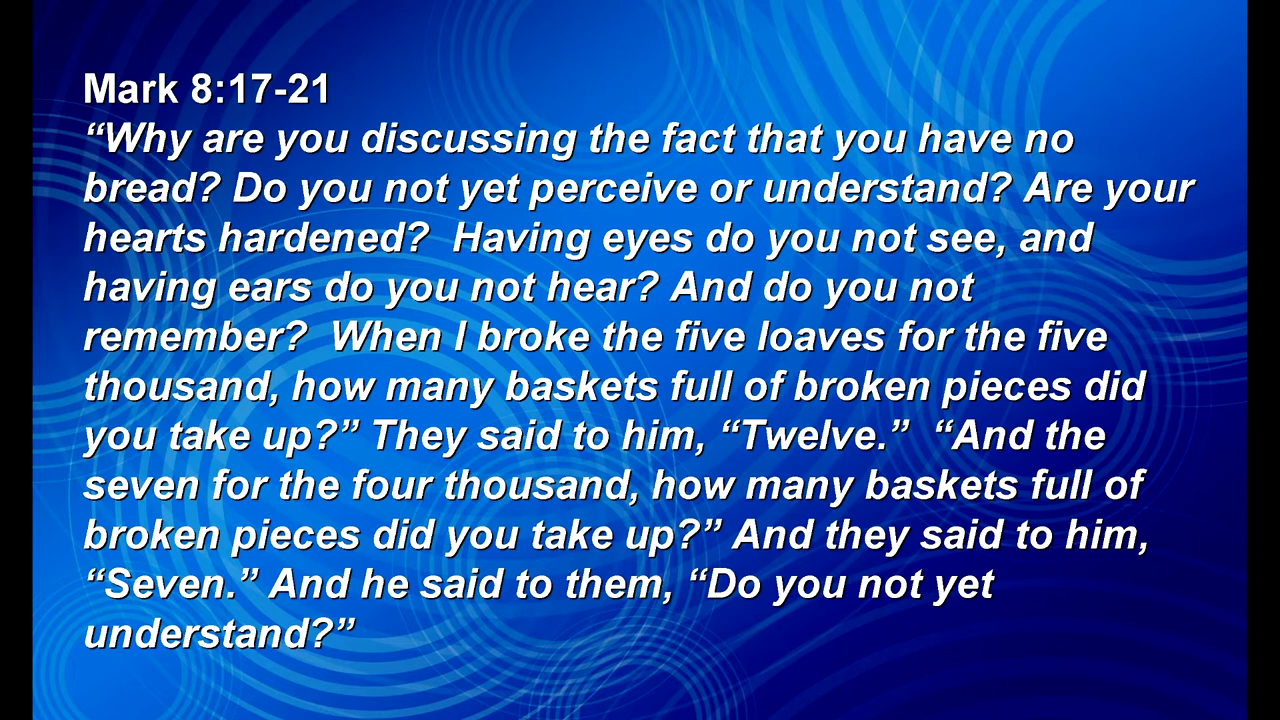 Mark 8:17-21
“Why are you discussing the fact that you have no
bread? Do you not yet perceive or understand? Are your
hearts hardened?  Having eyes do you not see, and
having ears do you not hear? And do you not
remember?  When I broke the five loaves for the five
thousand, how many baskets full of broken pieces did
you take up?” They said to him, “Twelve.”  “And the
seven for the four thousand, how many baskets full of
broken pieces did you take up?” And they said to him,
“Seven.” And he said to them, “Do you not yet
understand?”